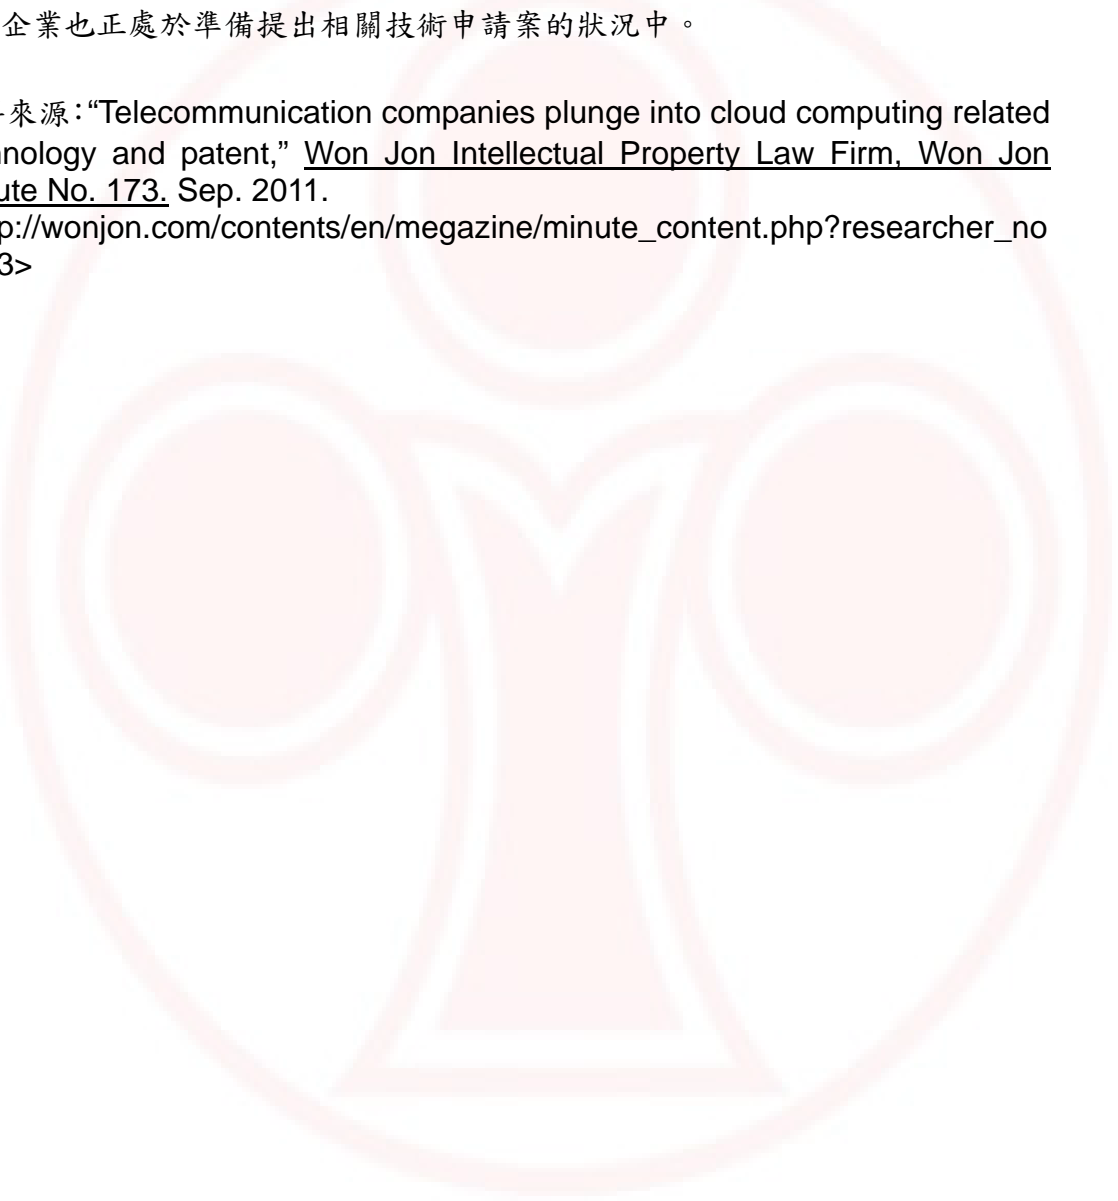 企業也正處於準備提出相關技術申請案的狀況中。
來源：“Telecommunication companies plunge into cloud computing related
nology and patent,” Won Jon Intellectual Property Law Firm, Won Jon
ute No. 173. Sep. 2011.
p://wonjon.com/contents/en/megazine/minute_content.php?researcher_no
3>